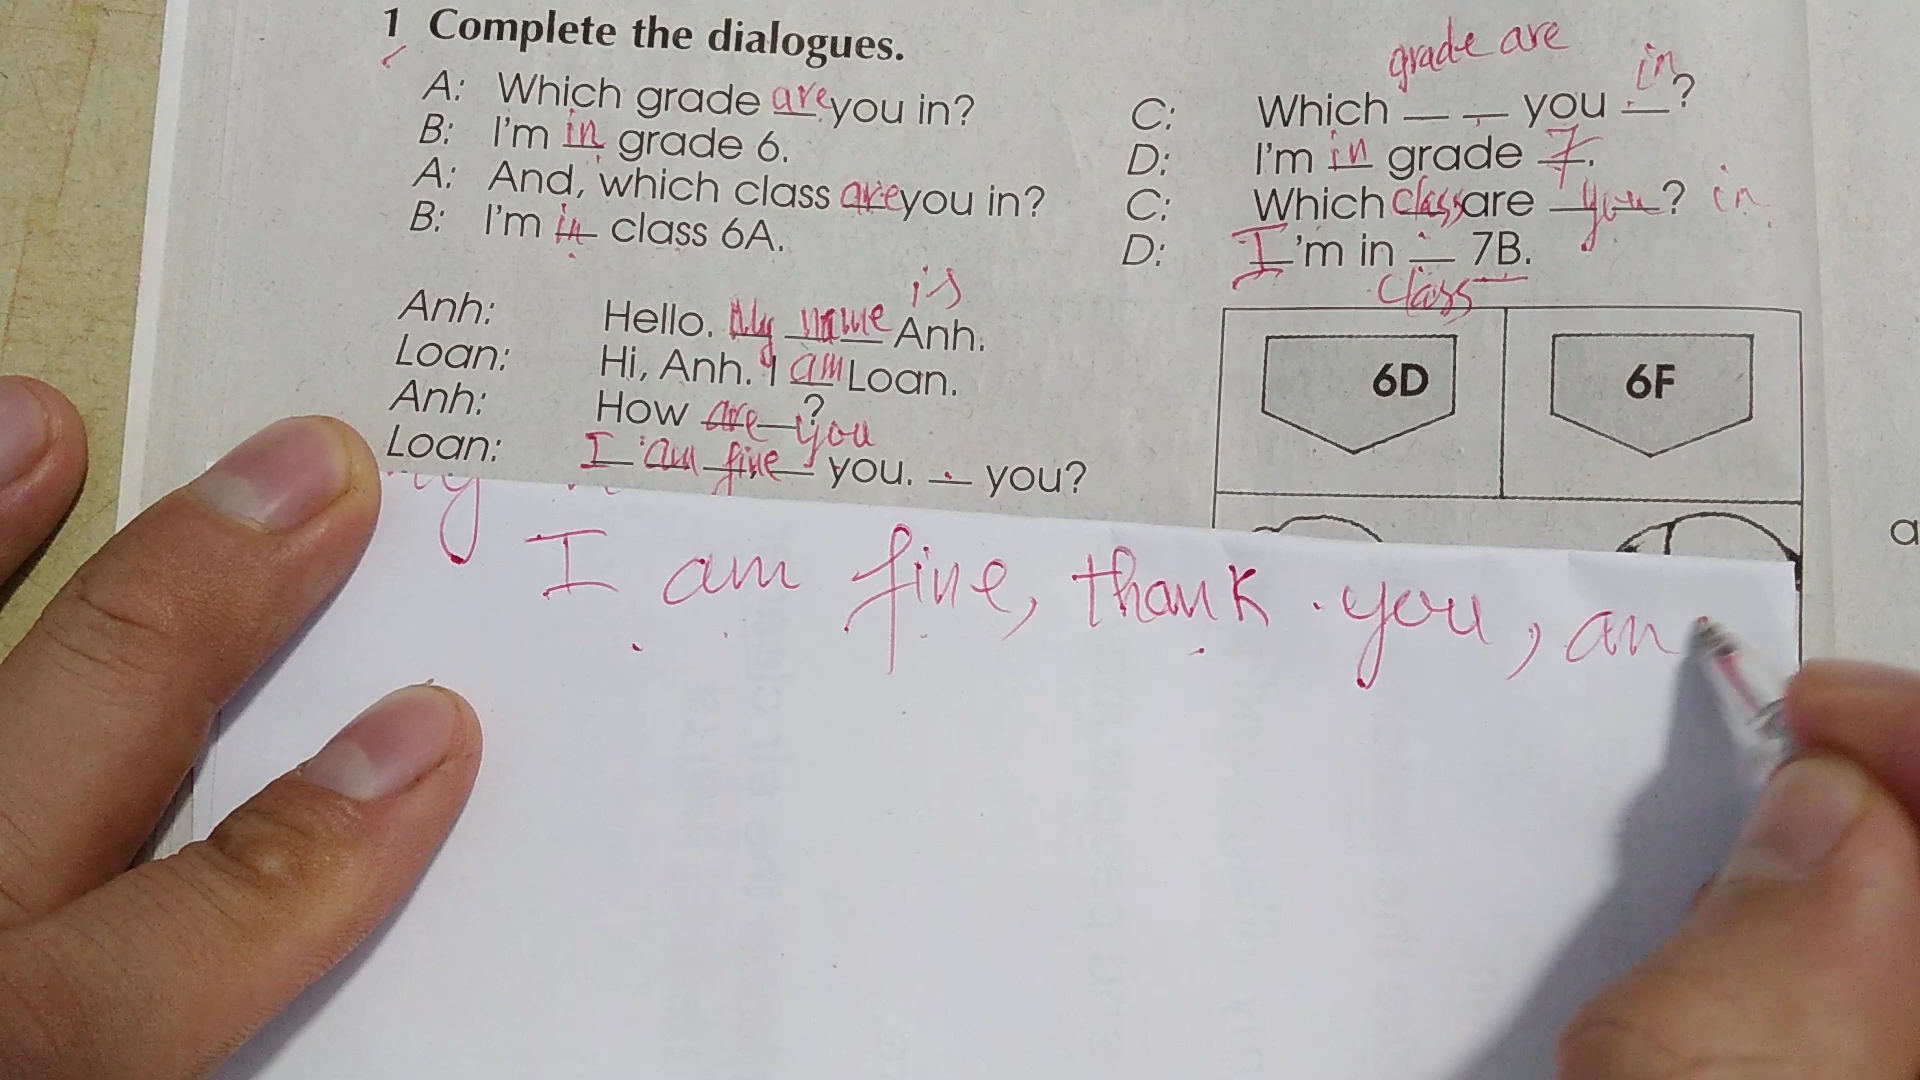 1 Complete the dialogues.
A: Which grade are you in?
B: I'm in grade 6.
A: And, which class are you in?
B: I'm in class 6A.
Anh: Hello. My name is Anh.
Loan: Hi, Anh. I am Loan.
Anh: How are you?
Loan: I am fine you. you?
grade are in
C: Which you ?
D: I'm in grade 7.
C: Which class are you? in
D: I'm in 7B.
class
6D 6F
a
I am fine, thank you, an